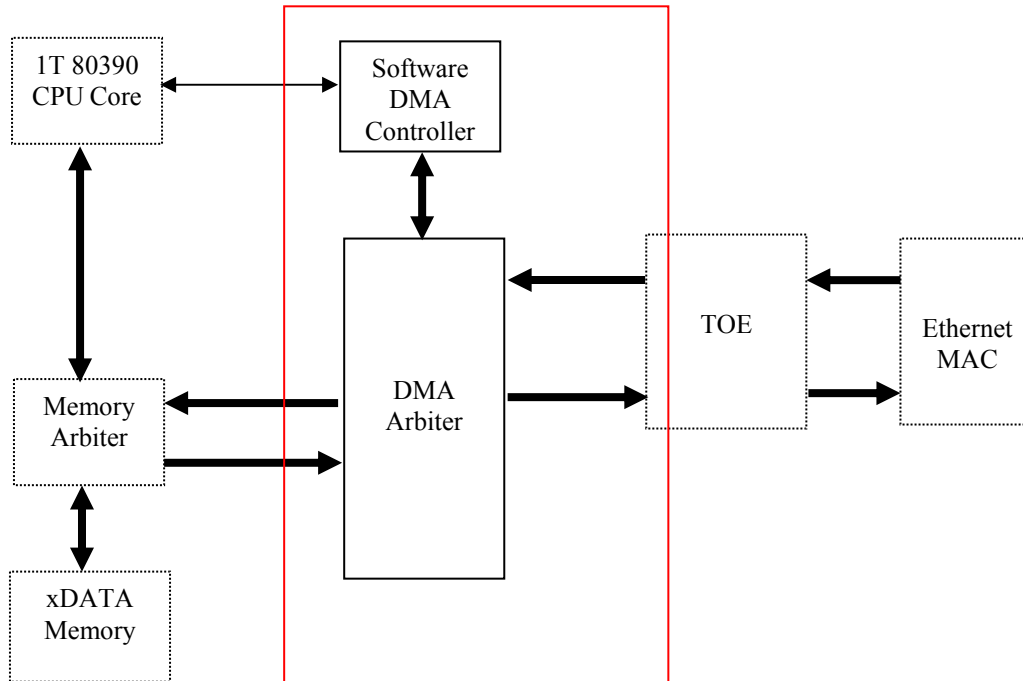 1T 80390
CPU Core
Software
DMA
Controller
TOE
Ethernet
MAC
Memory
Arbiter
DMA
Arbiter
xDATA
Memory